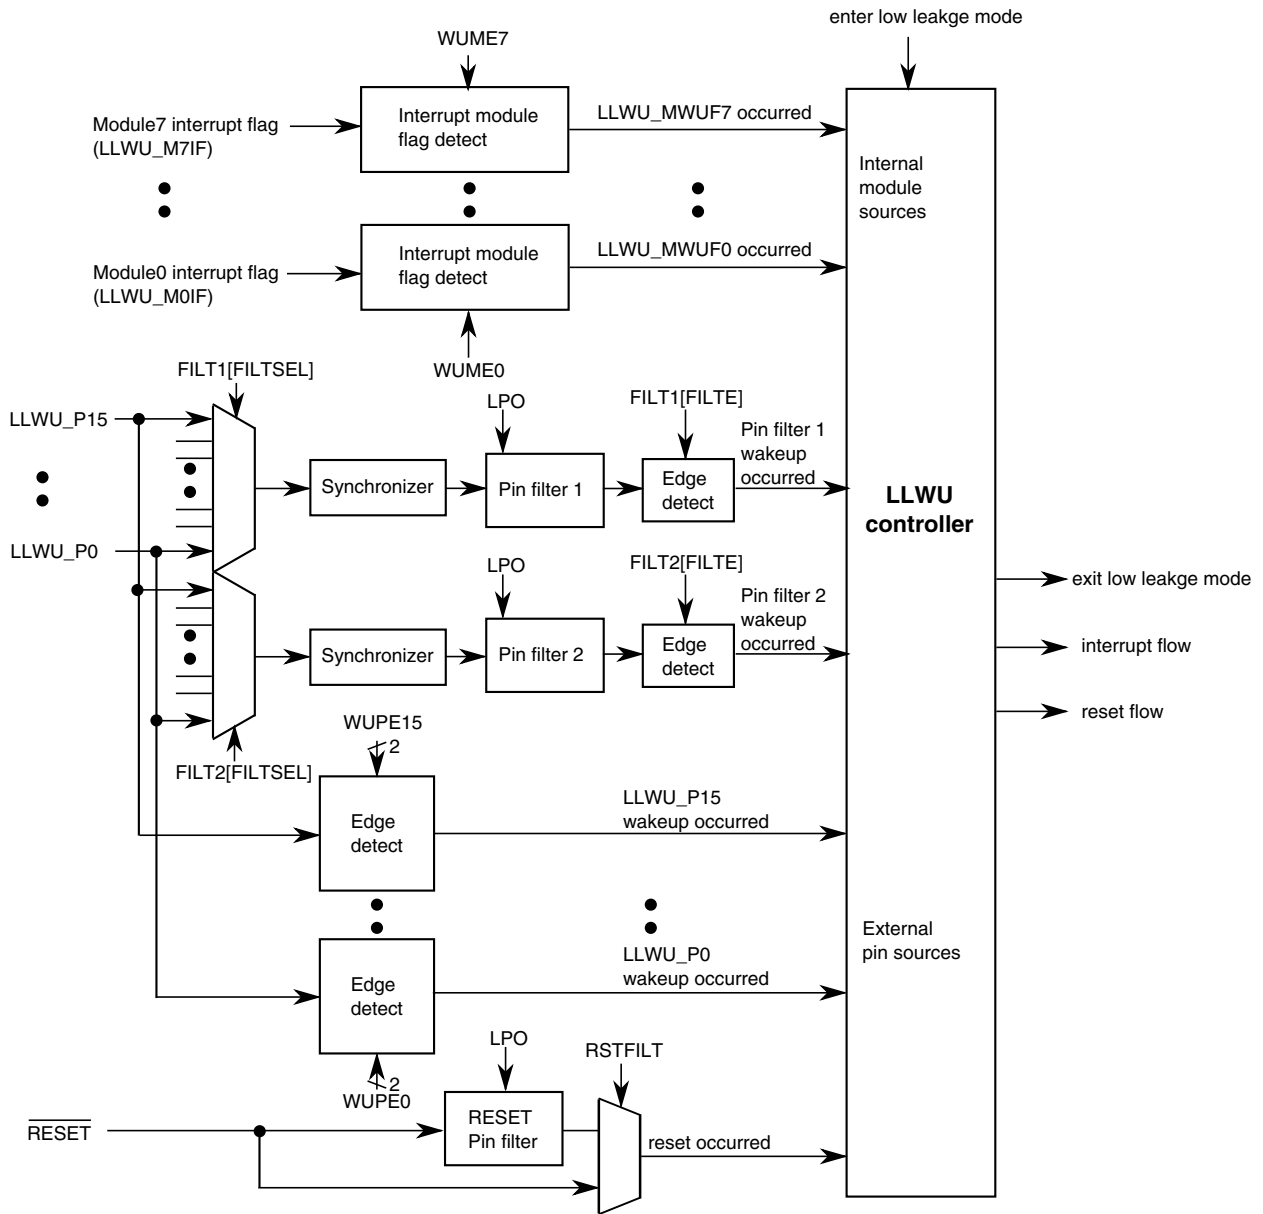 enter low leakge mode
WUME7
Module7 interrupt flag
(LLWU_M7IF)
Interrupt module
flag detect
LLWU_MWUF7 occurred
Internal
module
sources
Module0 interrupt flag
(LLWU_M0IF)
Interrupt module
flag detect
LLWU_MWUF0 occurred
WUME0
FILT1[FILTSEL]
LLWU_P15
LLWU_P0
Synchronizer
LPO
Pin filter 1
FILT1[FILTE]
Edge
detect
Pin filter 1
wakeup
occurred
LLWU
controller
Synchronizer
LPO
Pin filter 2
FILT2[FILTE]
Edge
detect
Pin filter 2
wakeup
occurred
exit low leakge mode
interrupt flow
reset flow
FILT2[FILTSEL]
WUPE15
2
Edge
detect
LLWU_P15
wakeup occurred
External
pin sources
Edge
detect
LLWU_P0
wakeup occurred
2
WUPE0
RESET
LPO
RESET
Pin filter
RSTFILT
reset occurred